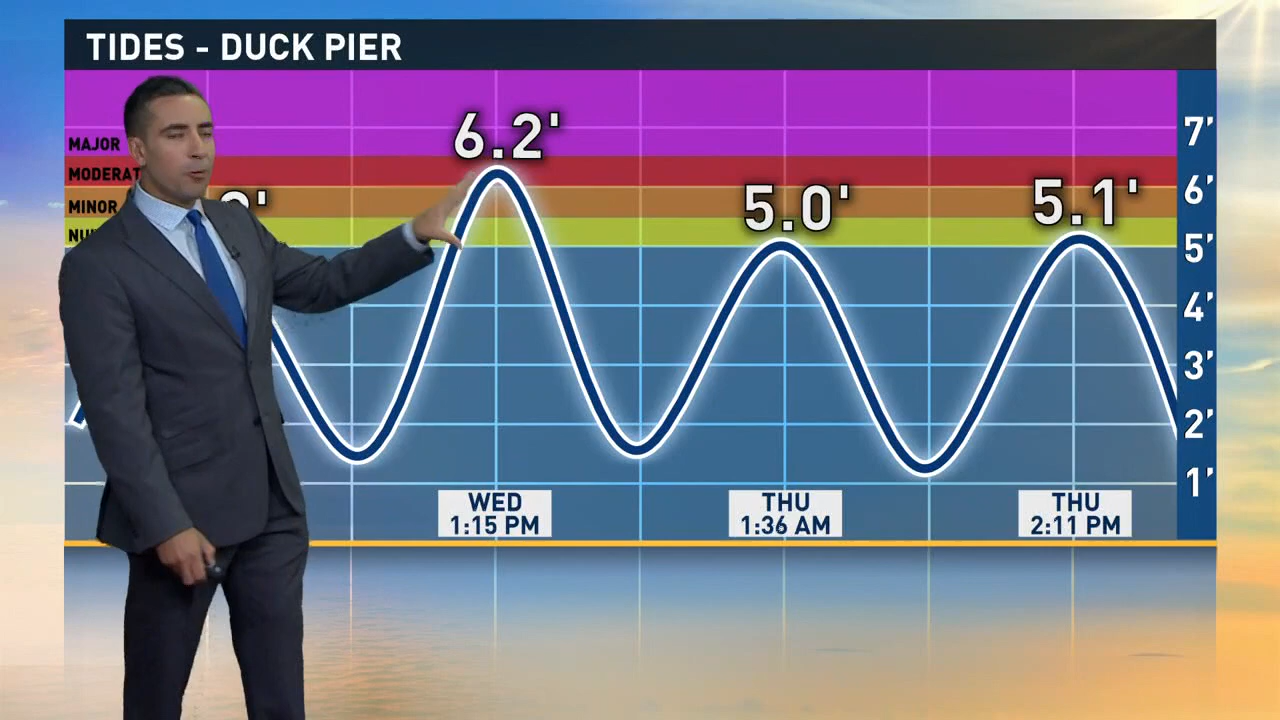 TIDES - DUCK PIER
MAJOR
MODERAT
MINOR
6.2'
5.0'
5.1'
7'
6'
5'
4'
3'
2'
1'
WED
1:15 PM
THU
1:36 AM
THU
2:11 PM